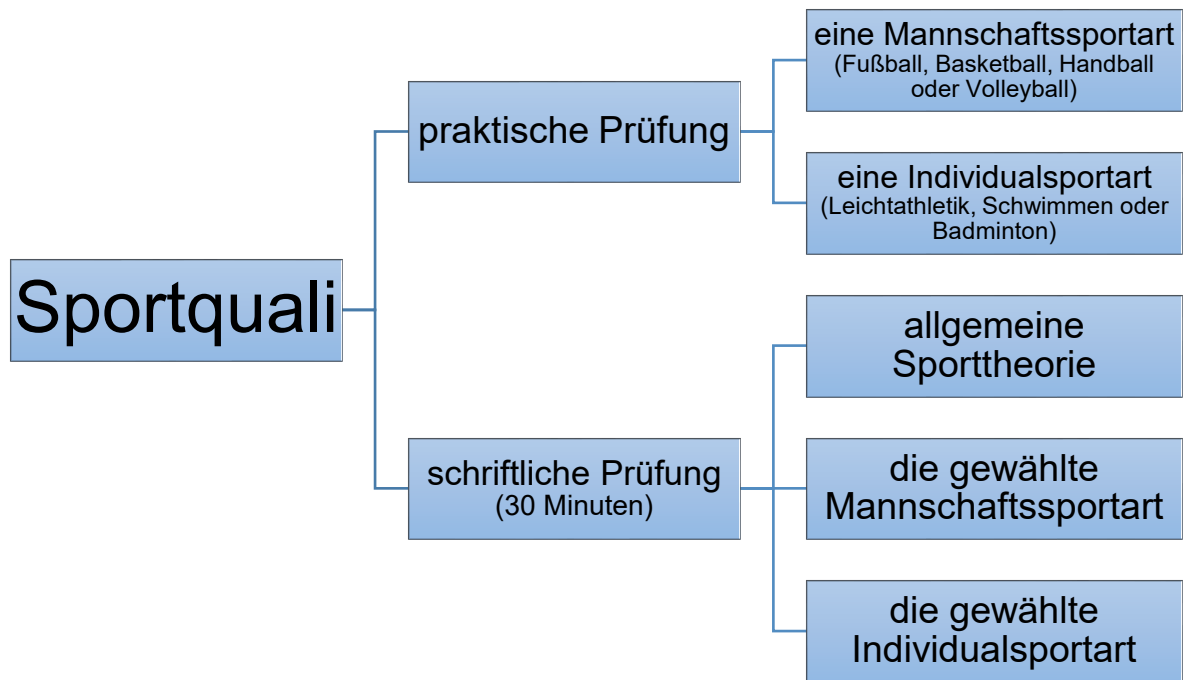 Sportquali
praktische Prüfung
eine Mannschaftssportart
(Fußball, Basketball, Handball
oder Volleyball)
eine Individualsportart
(Leichtathletik, Schwimmen oder
Badminton)
schriftliche Prüfung
(30 Minuten)
allgemeine
Sporttheorie
die gewählte
Mannschaftssportart
die gewählte
Individualsportart